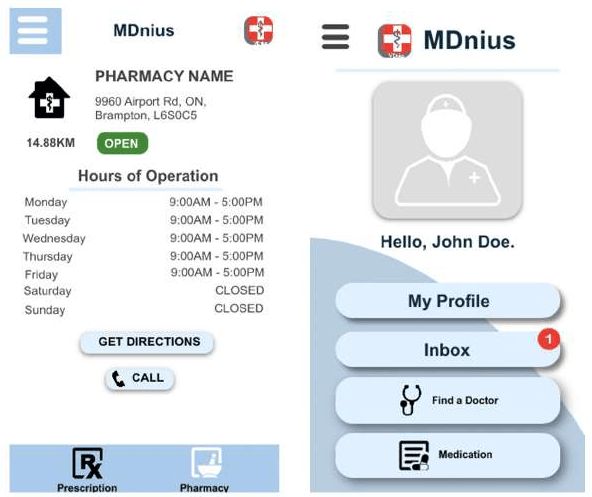 MDnius
PHARMACY NAME
9960 Airport Rd, ON,
Brampton, L6S0C5
14.88KM
OPEN
Hours of Operation
Monday 9:00AM - 5:00PM
Tuesday 9:00AM - 5:00PM
Wednesday 9:00AM - 5:00PM
Thursday 9:00AM - 5:00PM
Friday 9:00AM - 5:00PM
Saturday CLOSED
Sunday CLOSED
GET DIRECTIONS
CALL
Rx
Prescription
Pharmacy
MDnius
Hello, John Doe.
My Profile
Inbox
1
Find a Doctor
Medication